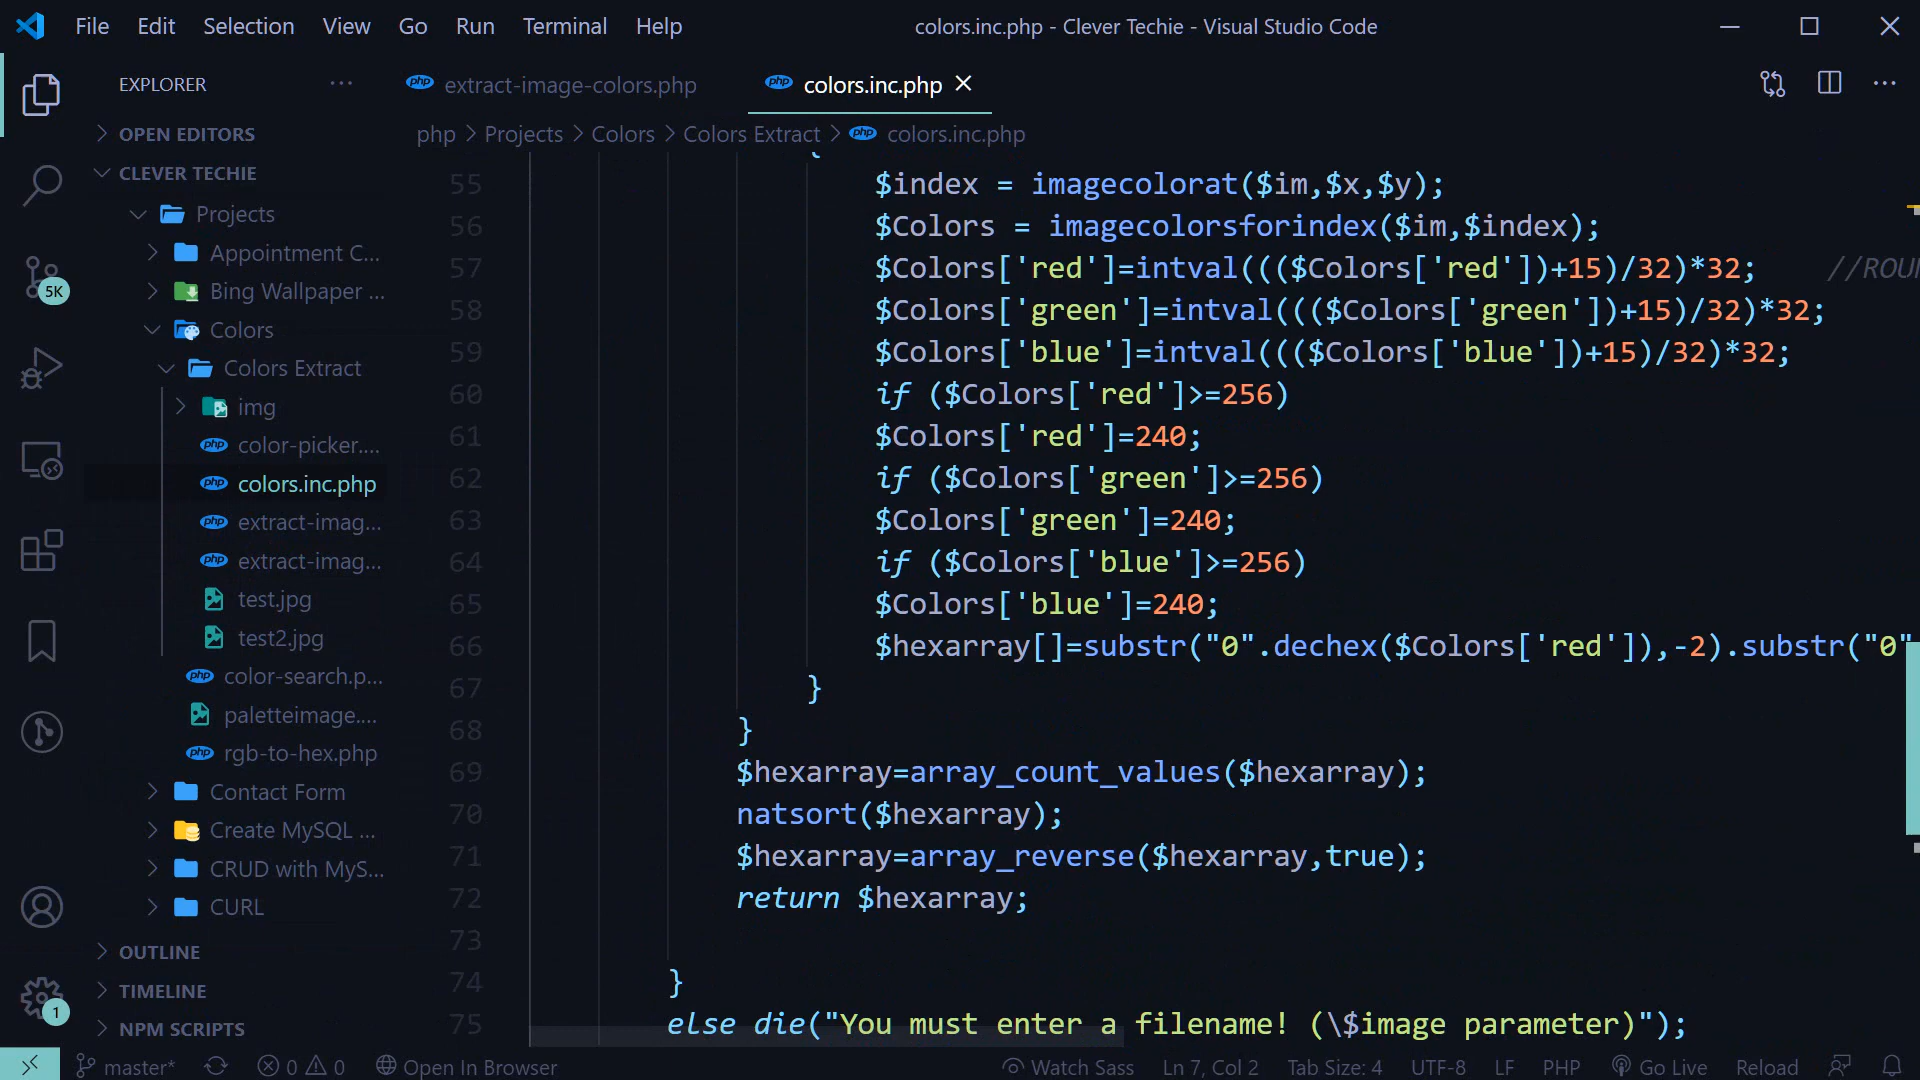 File Edit Selection View Go Run Terminal Help
colors.inc.php - Clever Techie - Visual Studio Code
EXPLORER
extract-image-colors.php
colors.inc.php
OPEN EDITORS
php > Projects > Colors > Colors Extract > colors.inc.php
CLEVER TECHIE
Projects
Appointment C...
Bing Wallpaper ...
Colors
Colors Extract
img
color-picker....
colors.inc.php
extract-imag...
extract-imag...
test.jpg
test2.jpg
color-search.p...
paletteimage....
rgb-to-hex.php
Contact Form
Create MySQL ...
CRUD with MyS...
CURL
OUTLINE
TIMELINE
NPM SCRIPTS
5K
1
{
55 $index = imagecolorat($im,$x,$y);
56 $Colors = imagecolorsforindex($im,$index);
57 $Colors['red']=intval((($Colors['red'])+15)/32)*32; //ROUN
58 $Colors['green']=intval((($Colors['green'])+15)/32)*32;
59 $Colors['blue']=intval((($Colors['blue'])+15)/32)*32;
60 if ($Colors['red']>=256)
61 $Colors['red']=240;
62 if ($Colors['green']>=256)
63 $Colors['green']=240;
64 if ($Colors['blue']>=256)
65 $Colors['blue']=240;
66 $hexarray[]=substr("0".dechex($Colors['red']),-2).substr("0"
67 }
68 }
69 $hexarray=array_count_values($hexarray);
70 natsort($hexarray);
71 $hexarray=array_reverse($hexarray,true);
72 return $hexarray;
73
74 }
75 else die("You must enter a filename! (\$image parameter)");
master* 0 0 Open In Browser Watch Sass Ln 7, Col 2 Tab Size: 4 UTF-8 LF PHP Go Live Reload